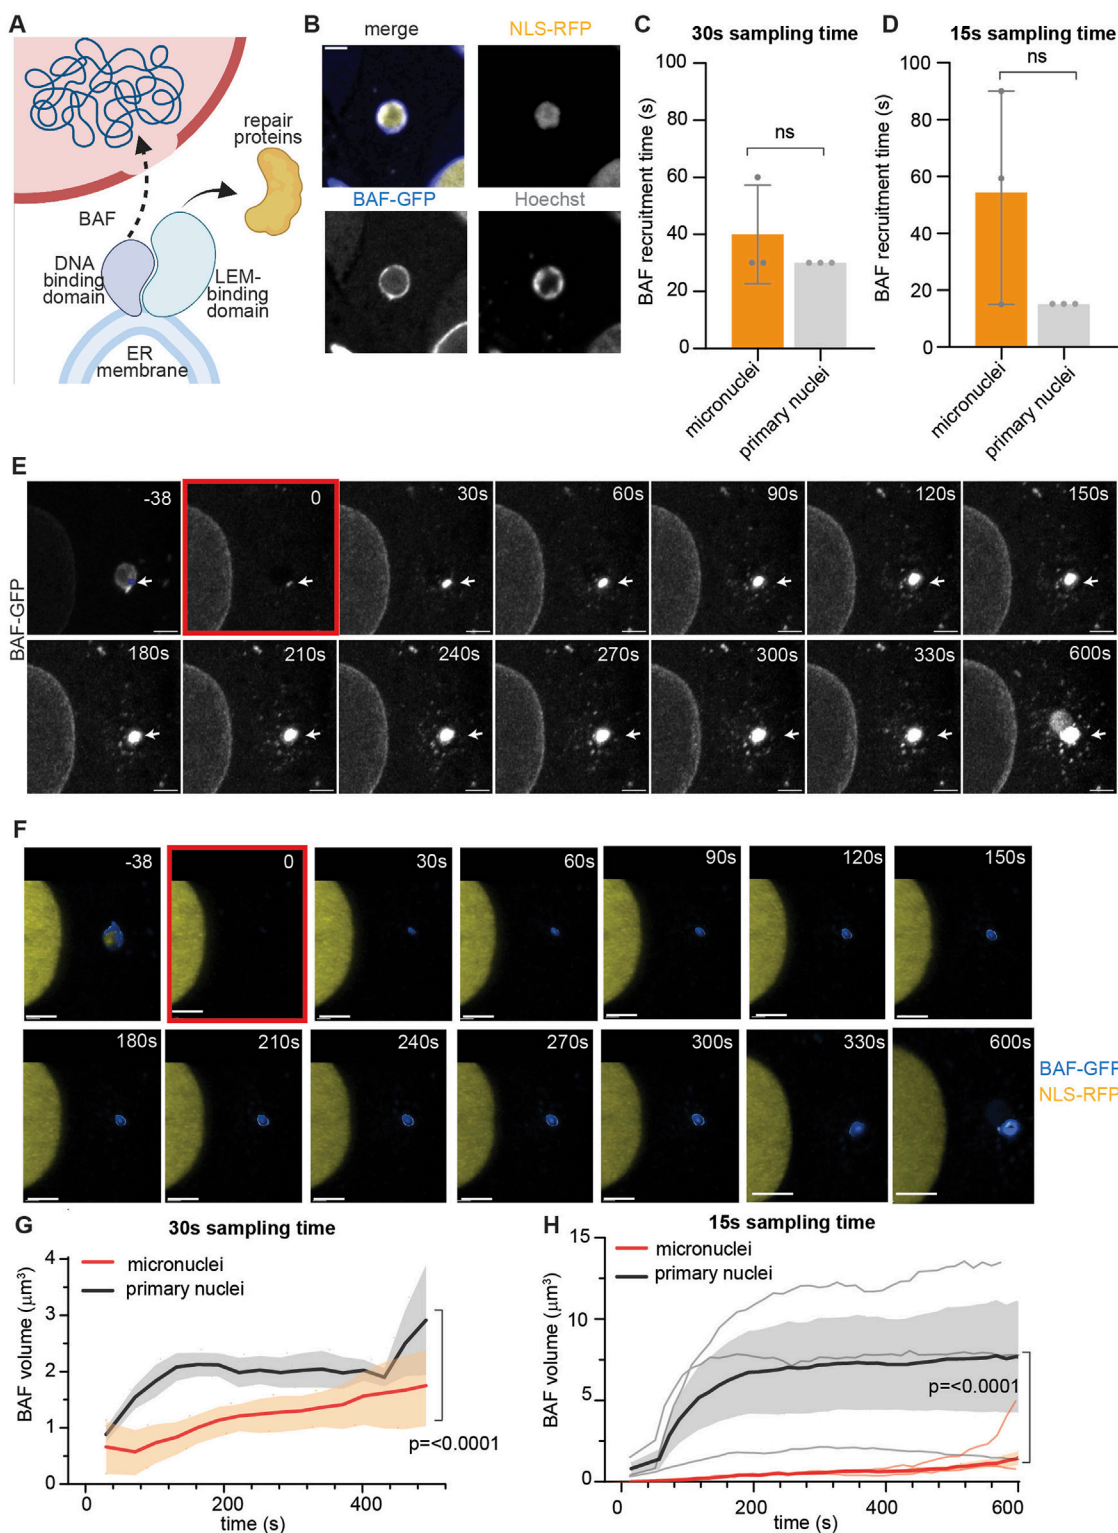 A
repair
proteins
BAF
DNA
binding
domain
LEM-
binding
domain
ER
membrane
B
merge
NLS-RFP
BAF-GFP
Hoechst
C
30s sampling time
BAF recruitment time (s)
100
80
60
40
20
0
ns
micronuclei
primary nuclei
D
15s sampling time
BAF recruitment time (s)
100
80
60
40
20
0
ns
micronuclei
primary nuclei
E
BAF-GFP
-38
0
30s
60s
90s
120s
150s
180s
210s
240s
270s
300s
330s
600s
F
-38
0
30s
60s
90s
120s
150s
180s
210s
240s
270s
300s
330s
600s
BAF-GFP
NLS-RFP
G
30s sampling time
micronuclei
primary nuclei
BAF volume (μm³)
4
3
2
1
0
p=<0.0001
0
200
400
time (s)
H
15s sampling time
micronuclei
primary nuclei
BAF volume (μm³)
15
10
5
0
p=<0.0001
0
200
400
600
time (s)